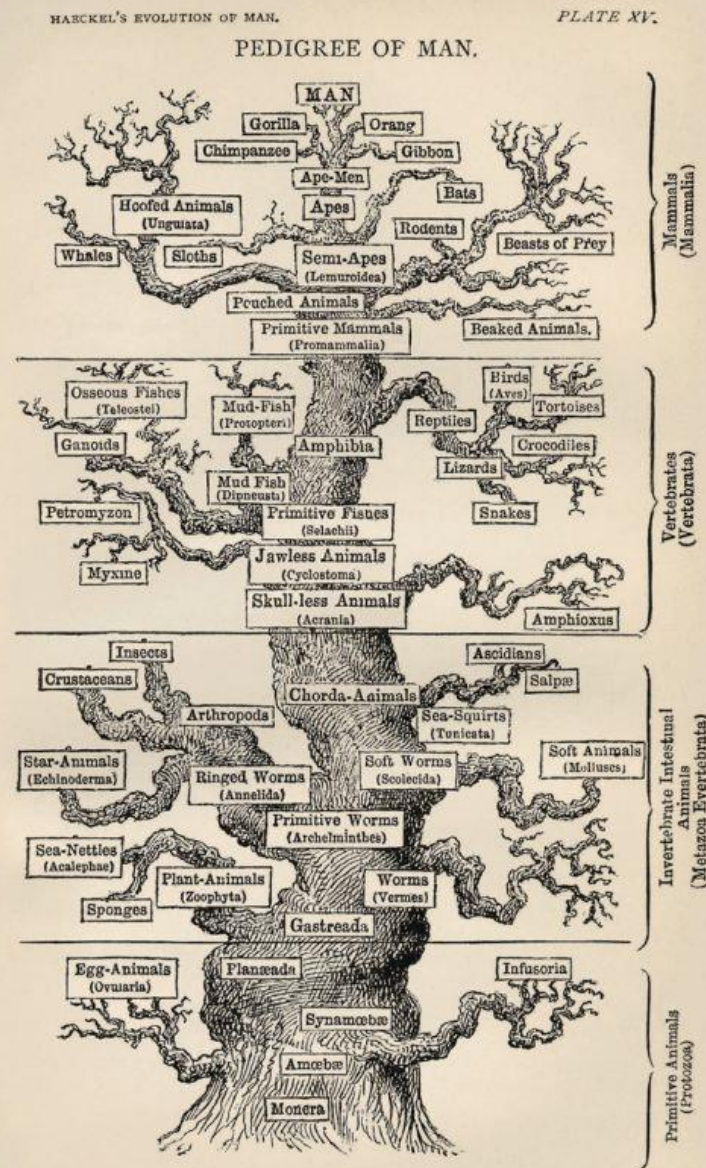 HAECKEL'S EVOLUTION OF MAN.
PLATE XV.
PEDIGREE OF MAN.
MAN
Gorilla
Orang
Chimpanzee
Gibbon
Ape-Men
Bats
Hoofed Animals
(Ungulata)
Apes
Rodents
Beasts of Prey
Whales
Sloths
Semi-Apes
(Lemuroidea)
Pouched Animals
Primitive Mammals
(Promammalia)
Beaked Animals.
Mammals
(Mammalia)
Osseous Fishes
(Teleostei)
Mud-Fish
(Protopteri)
Birds
(Aves)
Tortoises
Reptiles
Ganoids
Amphibia
Crocodiles
Lizards
Mud Fish
(Dipneusta)
Petromyzon
Primitive Fishes
(Selachii)
Snakes
Jawless Animals
(Cyclostoma)
Myxine
Skull-less Animals
(Acrania)
Amphioxus
Vertebrates
(Vertebrata)
Insects
Ascidians
Crustaceans
Salpæ
Chorda-Animals
Arthropods
Sea-Squirts
(Tunicata)
Star-Animals
(Echinoderma)
Ringed Worms
(Annelida)
Soft Worms
(Scolecida)
Soft Animals
(Molluscs)
Primitive Worms
(Archelminthes)
Sea-Nettles
(Acalephae)
Plant-Animals
(Zoophyta)
Worms
(Vermes)
Sponges
Gastreada
Invertebrate Intestinal
Animals
(Metazoa Evertebrata)
Egg-Animals
(Ovularia)
Planæada
Infusoria
Synamœbæ
Amœbæ
Monera
Primitive Animals
(Protozoa)